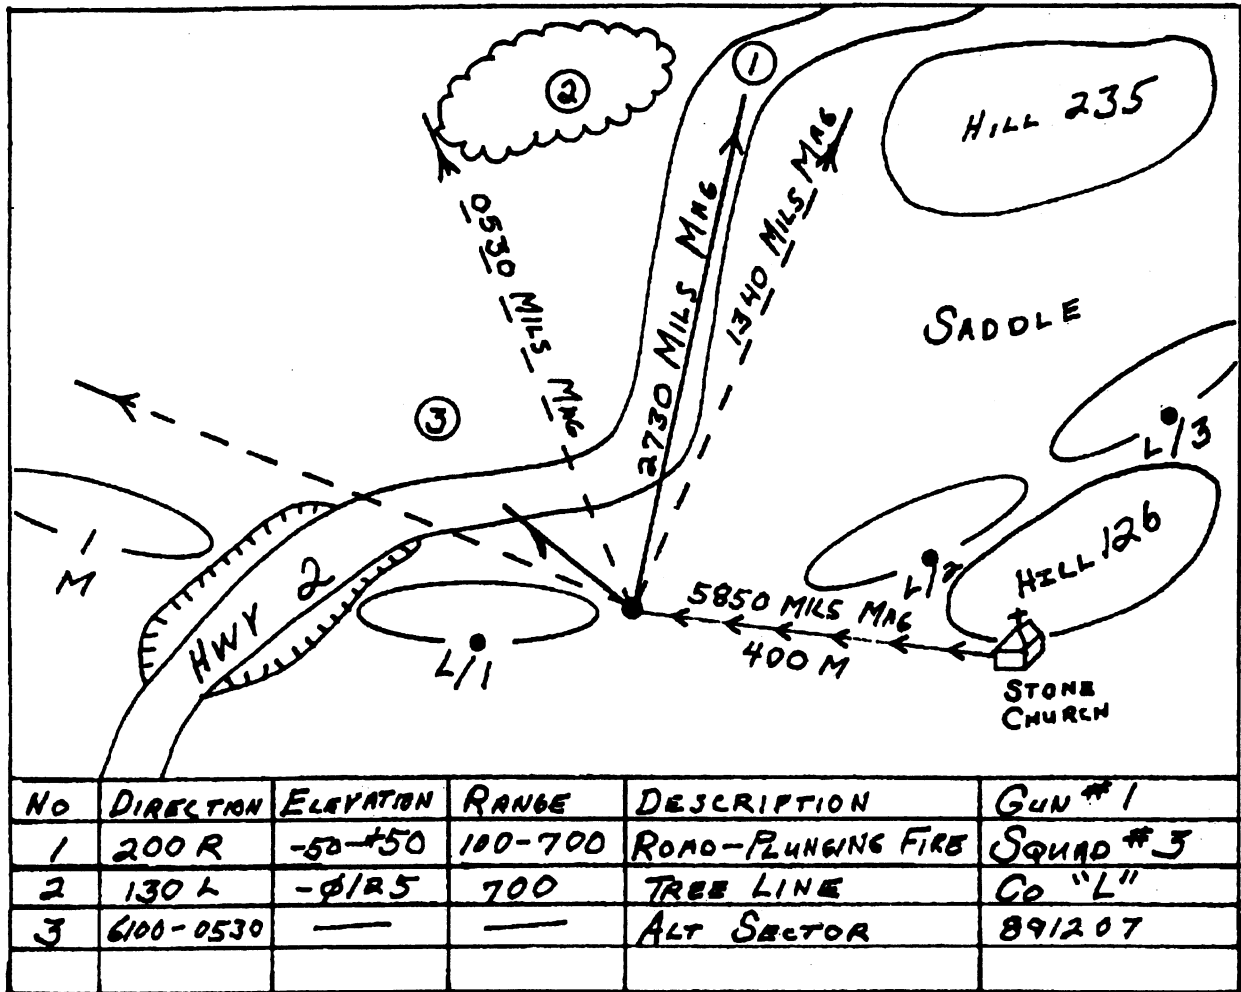 1
2
HILL 235
0530 MILS MAG
2730 MILS MAG
1340 MILS MAG
SADDLE
3
L/3
M
HWY 2
L/1
L/2
HILL 126
5850 MILS MAG
400 M
STONE
CHURCH
NO DIRECTION ELEVATION RANGE DESCRIPTION GUN #1
1 200 R -50-+50 100-700 ROAD-PLUNGING FIRE SQUAD #3
2 130 L 700 TREE LINE CO "L"
3 6100-0530 — — ALT SECTOR 891207